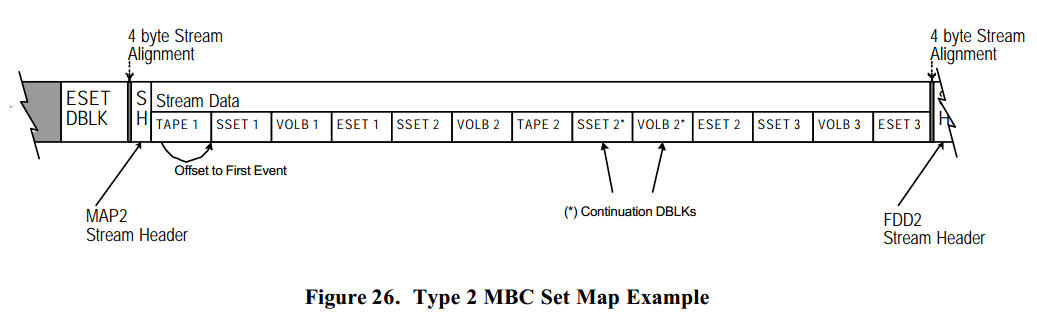 4 byte Stream
Alignment
4 byte Stream
Alignment
ESET
DBLK
S
H
Stream Data
TAPE 1 SSET 1 VOLB 1 ESET 1 SSET 2 VOLB 2 TAPE 2 SSET 2* VOLB 2* ESET 2 SSET 3 VOLB 3 ESET 3
H
Offset to First Event
(*) Continuation DBLKs
MAP2
Stream Header
FDD2
Stream Header
Figure 26. Type 2 MBC Set Map Example